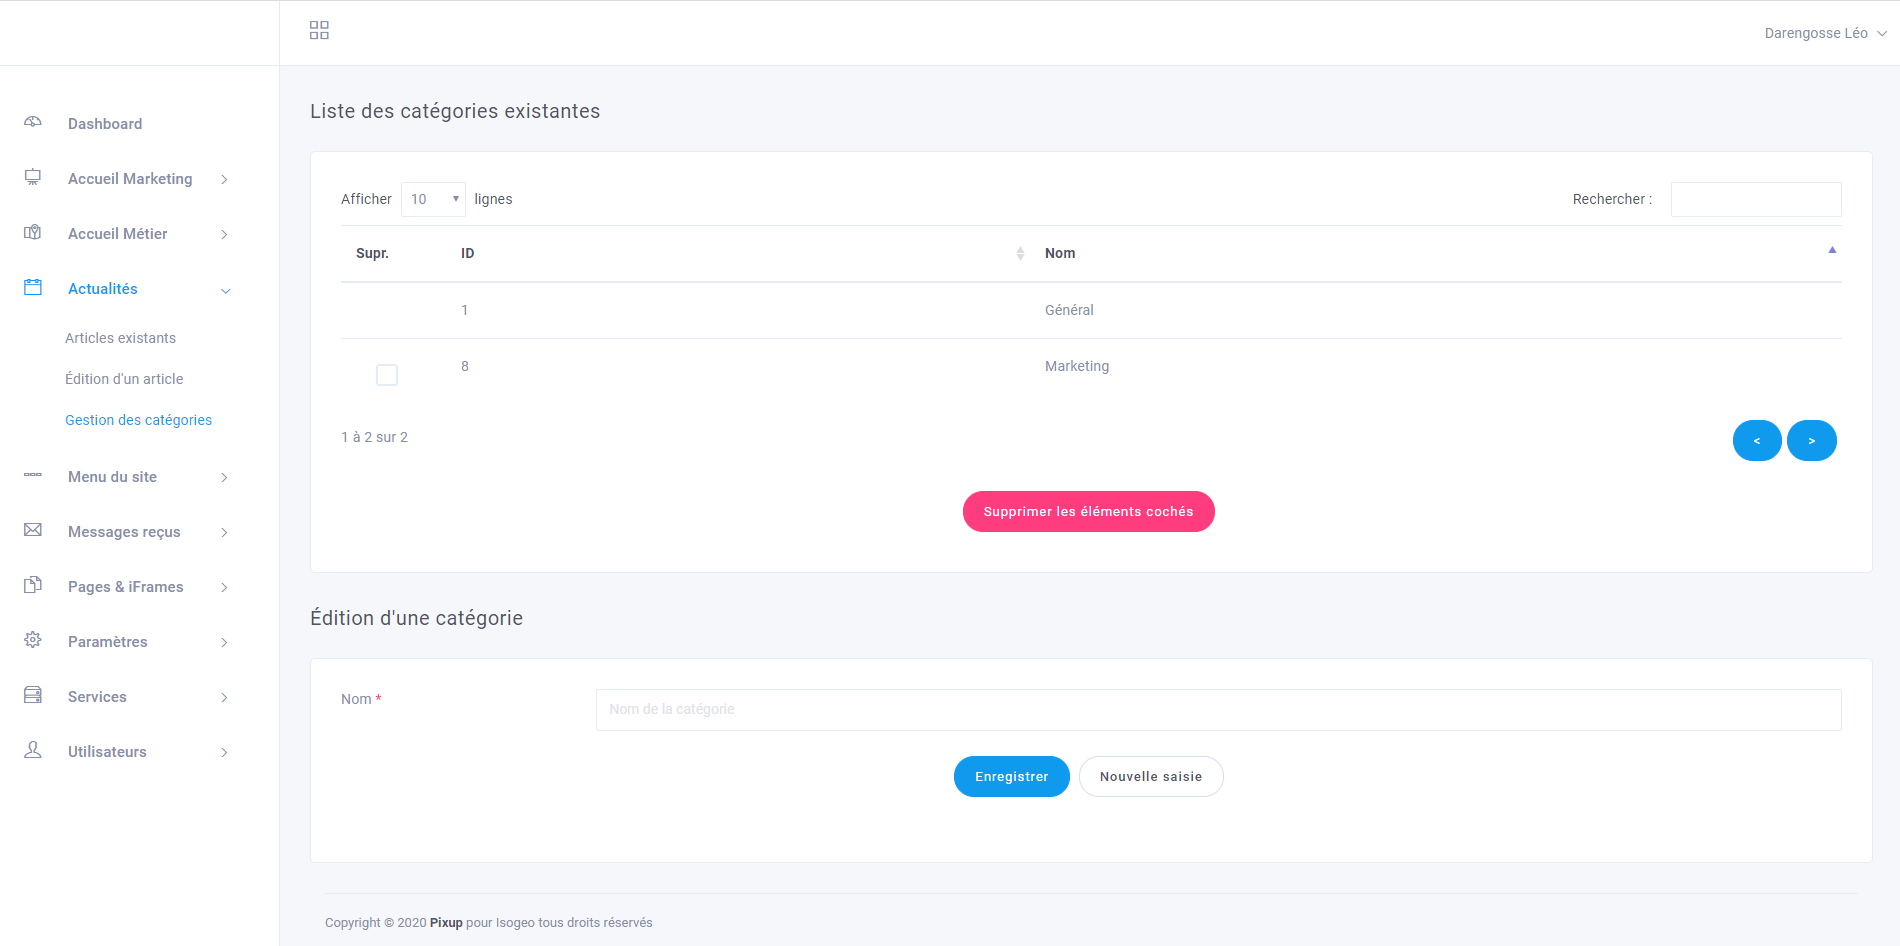 Darengosse Léo
Dashboard
Accueil Marketing
Accueil Métier
Actualités
Articles existants
Édition d'un article
Gestion des catégories
Menu du site
Messages reçus
Pages & iFrames
Paramètres
Services
Utilisateurs
Liste des catégories existantes
Afficher 10 lignes
Rechercher :
Supr. ID Nom
1 Général
8 Marketing
1 à 2 sur 2
< >
Supprimer les éléments cochés
Édition d'une catégorie
Nom *
Nom de la catégorie
Enregistrer Nouvelle saisie
Copyright © 2020 Pixup pour Isogeo tous droits réservés